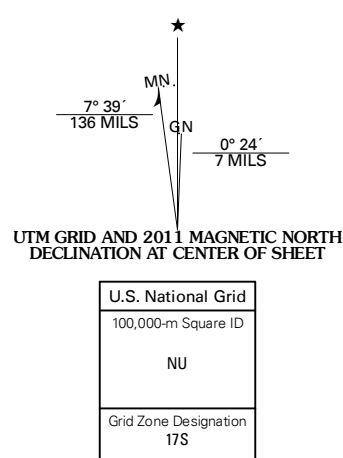 ★
MN.
7° 39´
136 MILS
GN
0° 24´
7 MILS
UTM GRID AND 2011 MAGNETIC NORTH
DECLINATION AT CENTER OF SHEET
U.S. National Grid
100,000-m Square ID
NU
Grid Zone Designation
17S